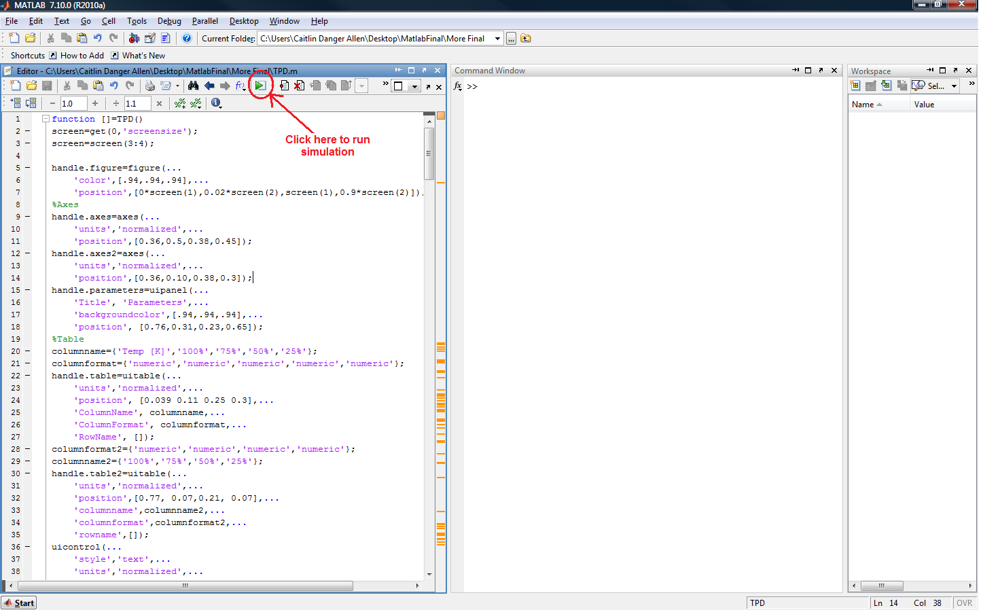 MATLAB 7.10.0 (R2010a)
File Edit Text Go Cell Tools Debug Parallel Desktop Window Help
Current Folder: C:\Users\Caitlin Danger Allen\Desktop\MatlabFinal\More Final
Shortcuts How to Add What's New
Editor - C:\Users\Caitlin Danger Allen\Desktop\MatlabFinal\More Final\TPD.m
- 1.0 + ÷ 1.1 ×
1 function []=TPD()
2 - screen=get(0,'screensize');
3 - screen=screen(3:4);
4
5 - handle.figure=figure(...
6 'color',[.94,.94,.94],...
7 'position',[0*screen(1),0.02*screen(2),screen(1),0.9*screen(2)])
8 %Axes
9 - handle.axes=axes(...
10 'units','normalized',...
11 'position',[0.36,0.5,0.38,0.45]);
12 - handle.axes2=axes(...
13 'units','normalized',...
14 'position',[0.36,0.10,0.38,0.3]);
15 - handle.parameters=uipanel(...
16 'Title', 'Parameters',...
17 'backgroundcolor',[.94,.94,.94],...
18 'position', [0.76,0.31,0.23,0.65]);
19 %Table
20 - columnname={'Temp [K]','100%','75%','50%','25%'};
21 - columnformat={'numeric','numeric','numeric','numeric','numeric'};
22 - handle.table=uitable(...
23 'units','normalized',...
24 'position', [0.039 0.11 0.25 0.3],...
25 'ColumnName', columnname,...
26 'ColumnFormat', columnformat,...
27 'RowName', []);
28 - columnformat2={'numeric','numeric','numeric','numeric'};
29 - columnname2={'100%','75%','50%','25%'};
30 - handle.table2=uitable(...
31 'units','normalized',...
32 'position',[0.77, 0.07,0.21, 0.07],...
33 'columnname',columnname2,...
34 'columnformat',columnformat2,...
35 'rowname',[]);
36 - uicontrol(...
37 'style','text',...
38 'units','normalized',...
Click here to run
simulation
Command Window
fx >>
Workspace
Sel...
Name Value
Start
TPD Ln 14 Col 38 OVR